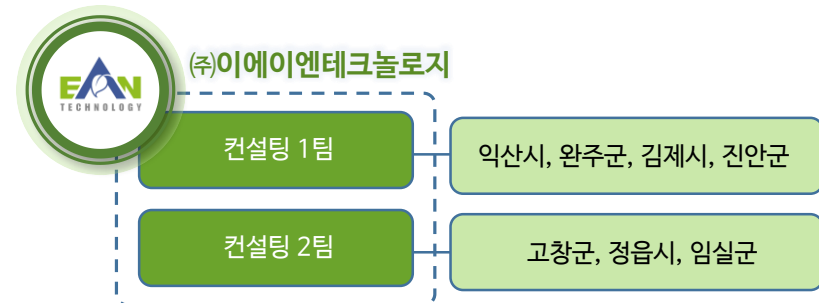 ㈜이에이엔테크놀로지
EAN
TECHNOLOGY
컨설팅 1팀
익산시, 완주군, 김제시, 진안군
컨설팅 2팀
고창군, 정읍시, 임실군